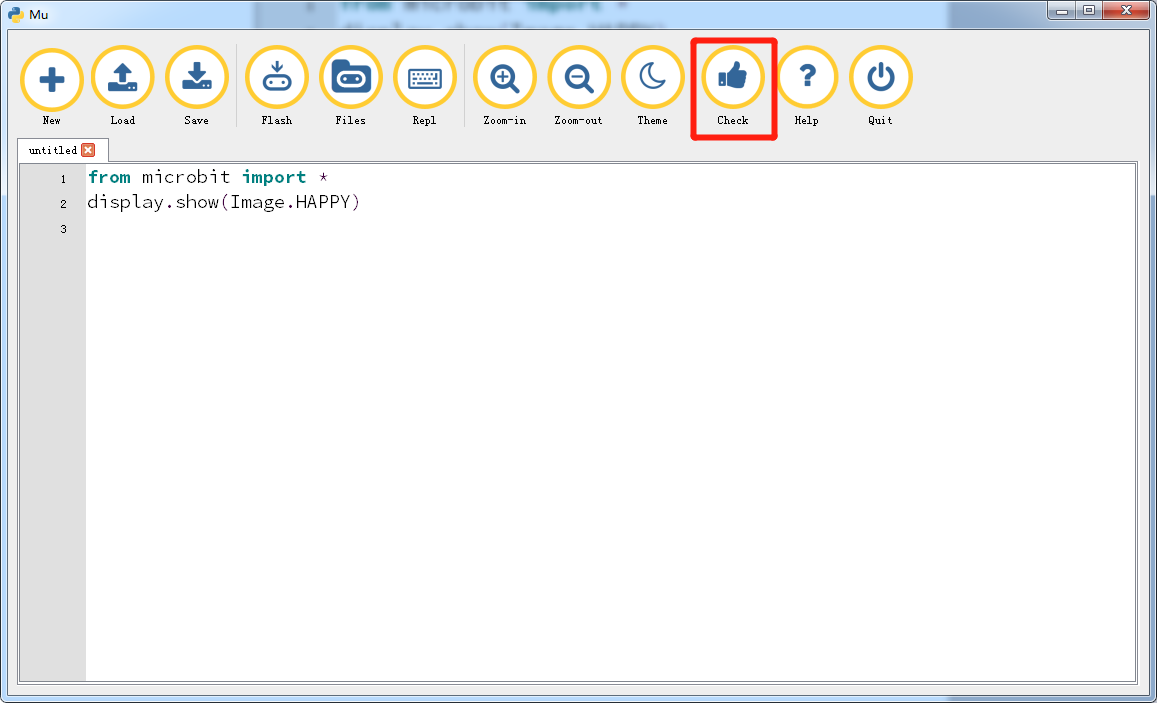 Mu
New Load Save Flash Files Repl Zoom-in Zoom-out Theme Check Help Quit
untitled
1 from microbit import *
2 display.show(Image.HAPPY)
3